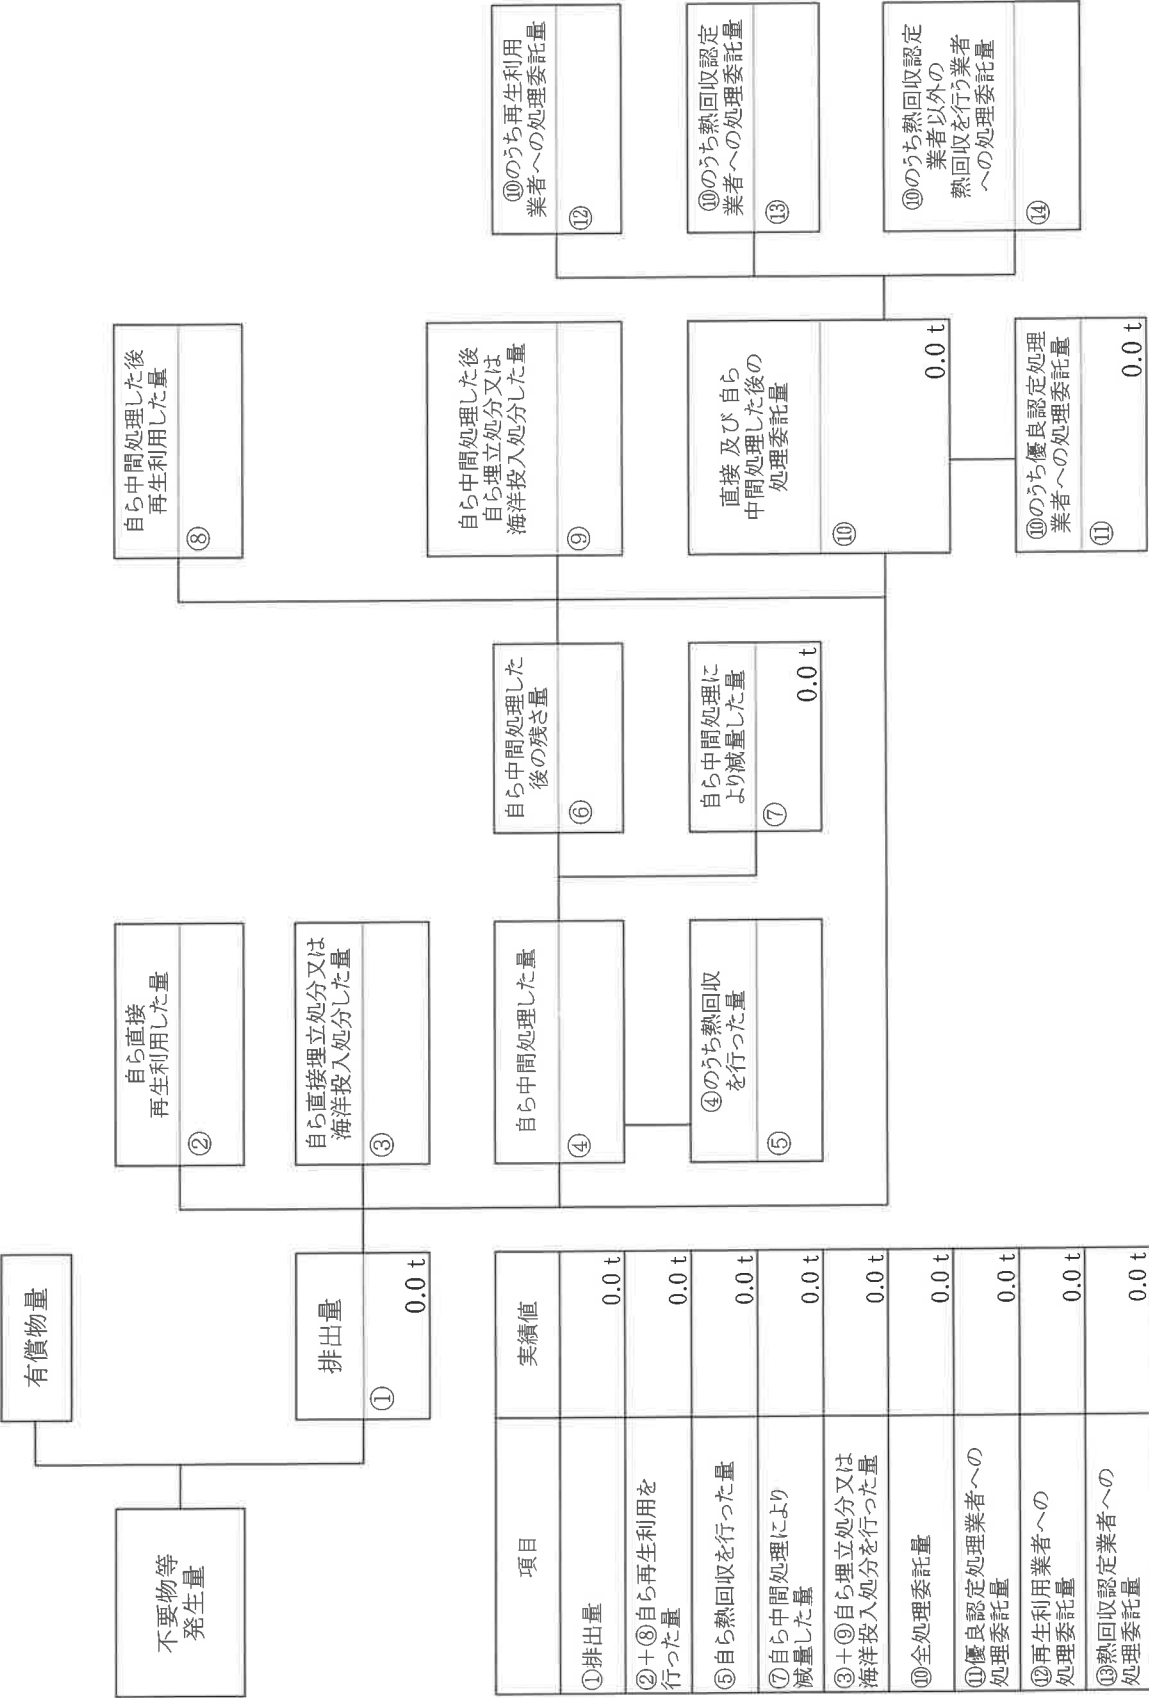 不要物等
発生量
有償物量
排出量
①
0.0 t
自ら直接
再生利用した量
②
自ら直接埋立処分又は
海洋投入処分した量
③
自ら中間処理した量
④
④のうち熱回収
を行った量
⑤
自ら中間処理した
後の残さ量
⑥
自ら中間処理に
より減量した量
⑦
0.0 t
自ら中間処理した後
再生利用した量
⑧
自ら中間処理した後
自ら埋立処分又は
海洋投入処分した量
⑨
直接 及び 自ら
中間処理した後の
処理委託量
⑩
0.0 t
⑩のうち優良認定処理
業者への処理委託量
⑪
0.0 t
⑩のうち再生利用
業者への処理委託量
⑫
⑩のうち熱回収認定
業者への処理委託量
⑬
⑩のうち熱回収認定
業者以外の
熱回収を行う業者
への処理委託量
⑭
項目
実績値
①排出量
0.0 t
②+⑧自ら再生利用を
行った量
0.0 t
⑤自ら熱回収を行った量
0.0 t
⑦自ら中間処理により
減量した量
0.0 t
③+⑨自ら埋立処分又は
海洋投入処分を行った量
0.0 t
⑩全処理委託量
0.0 t
⑪優良認定処理業者への
処理委託量
0.0 t
⑫再生利用業者への
処理委託量
0.0 t
⑬熱回収認定業者への
処理委託量
0.0 t